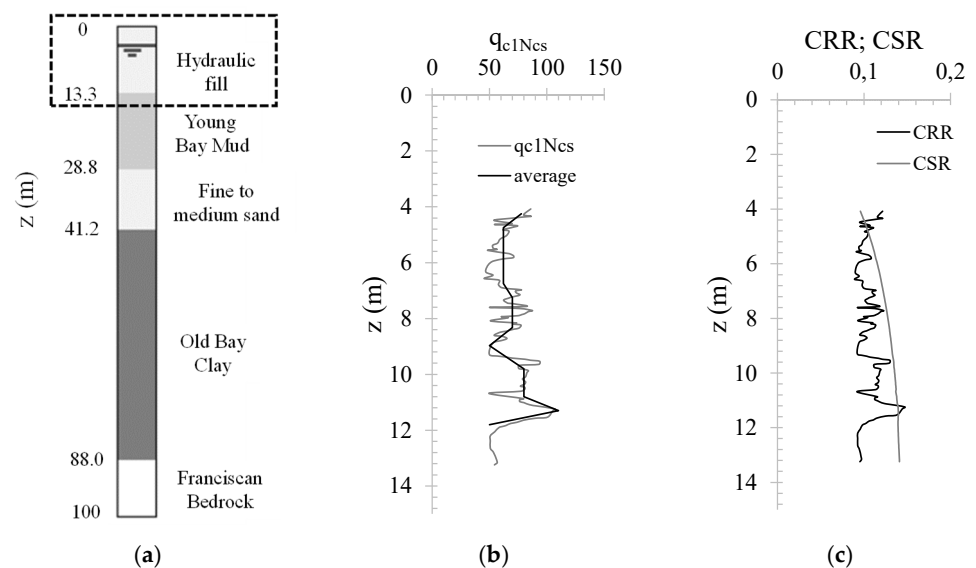 z (m)
0
Hydraulic
fill
13.3
Young
Bay Mud
28.8
Fine to
medium sand
41.2
Old Bay
Clay
88.0
Franciscan
Bedrock
100
(a)
qc1Ncs
0 50 100 150
z (m)
0
2
4
6
8
10
12
14
qc1Ncs
average
(b)
CRR; CSR
0 0,1 0,2
z (m)
0
2
4
6
8
10
12
14
CRR
CSR
(c)